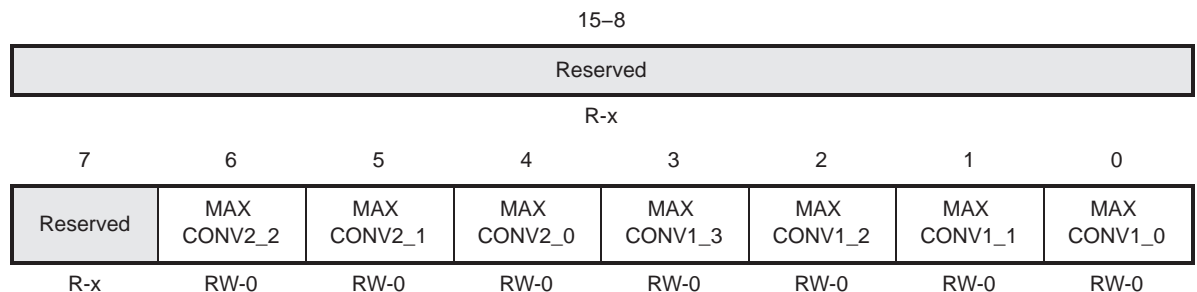 15–8
Reserved
R-x
7 6 5 4 3 2 1 0
Reserved MAX CONV2_2 MAX CONV2_1 MAX CONV2_0 MAX CONV1_3 MAX CONV1_2 MAX CONV1_1 MAX CONV1_0
R-x RW-0 RW-0 RW-0 RW-0 RW-0 RW-0 RW-0